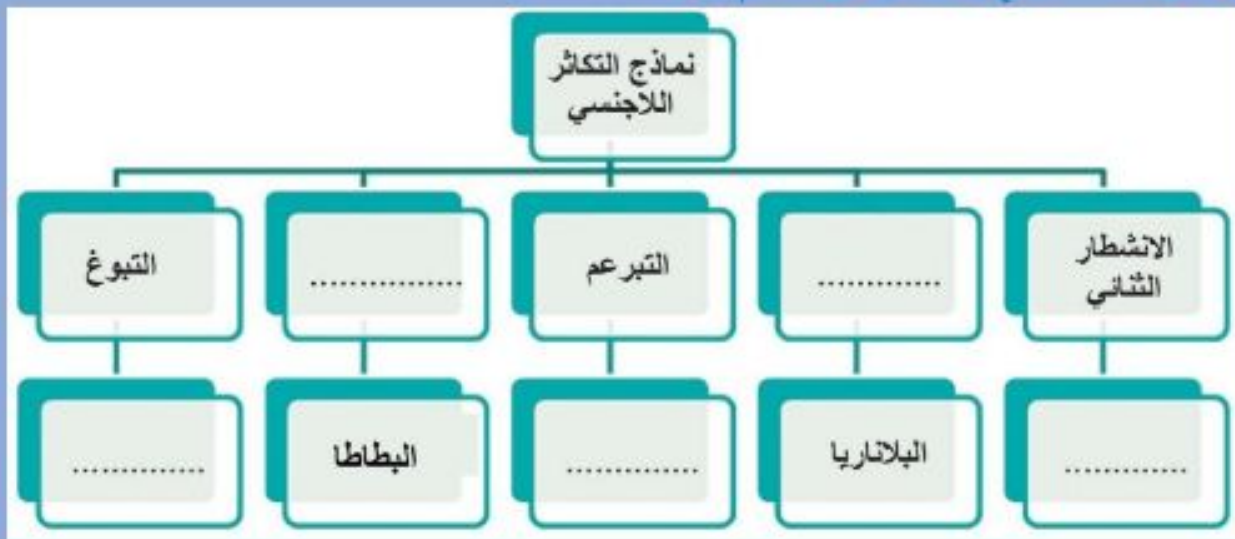 نماذج التكاثر
اللاجنسي
الانشطار
الثنائي
.............
التبرعم
................
التبوغ
.............
البلاناريا
..............
البطاطا
..............